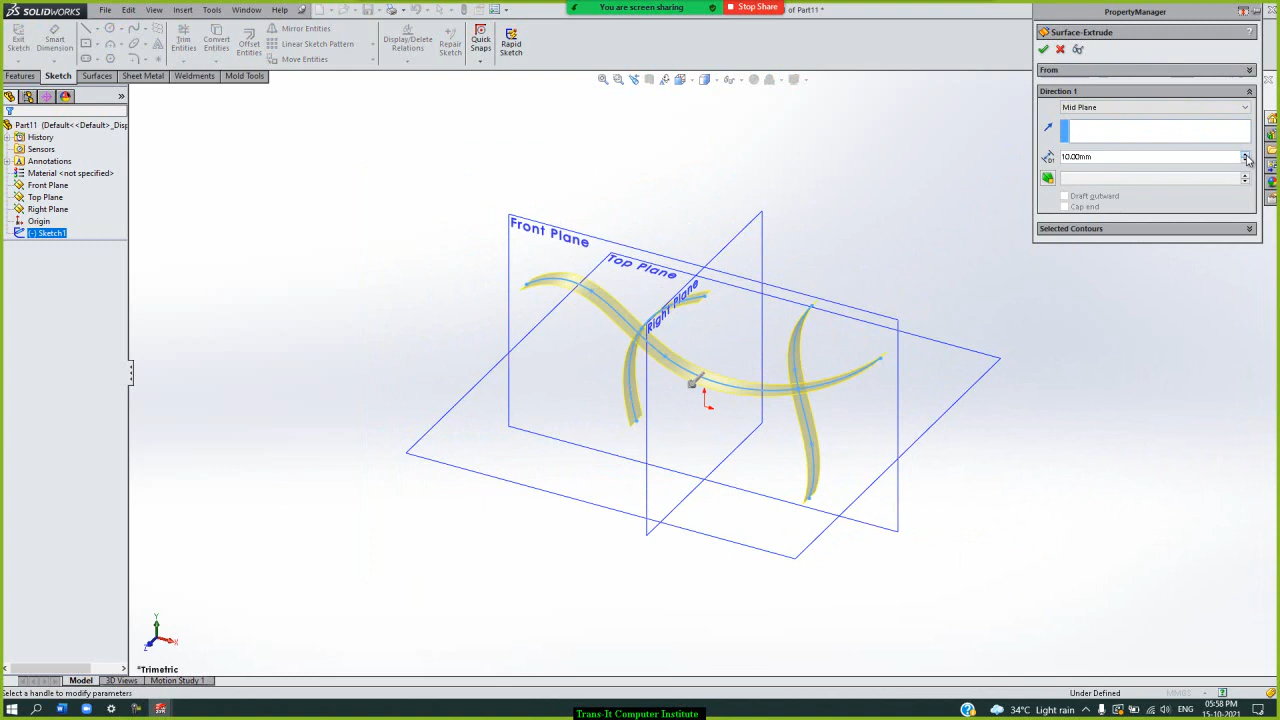 SOLIDWORKS
File Edit View Insert Tools Window Help
You are screen sharing
Stop Share
of Part11 *
Exit Sketch
Smart Dimension
Trim Entities
Convert Entities
Offset Entities
Mirror Entities
Linear Sketch Pattern
Move Entities
Display/Delete Relations
Repair Sketch
Quick Snaps
Rapid Sketch
Features Sketch Surfaces Sheet Metal Weldments Mold Tools
Part11 (Default<<Default>_Disp
History
Sensors
Annotations
Material <not specified>
Front Plane
Top Plane
Right Plane
Origin
(-) Sketch1
Front Plane
Top Plane
Right Plane
PropertyManager
Surface-Extrude
From
Direction 1
Mid Plane
10.00mm
Draft outward
Cap end
Selected Contours
Y
X
Z
*Trimetric
Model 3D Views Motion Study 1
Select a handle to modify parameters
Under Defined
MMGS
34°C Light rain
ENG
05:58 PM
15-10-2021
Trans-It Computer Institute